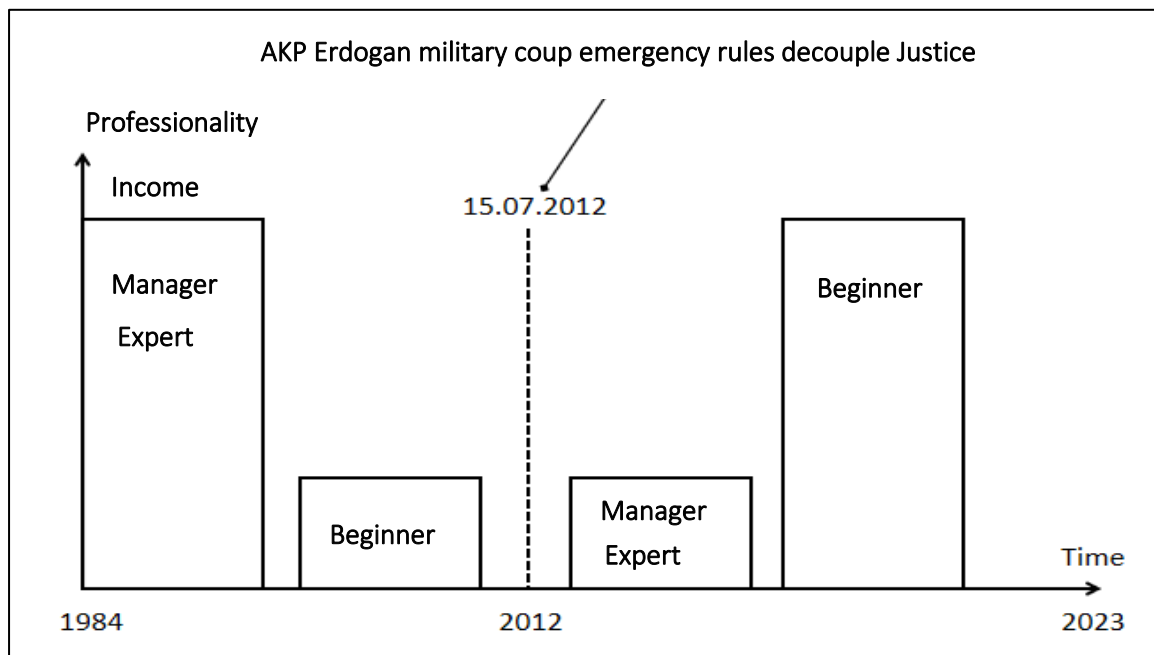 AKP Erdogan military coup emergency rules decouple Justice
Professionality
Income
15.07.2012
Manager
Expert
Beginner
Beginner
Manager
Expert
Time
1984
2012
2023